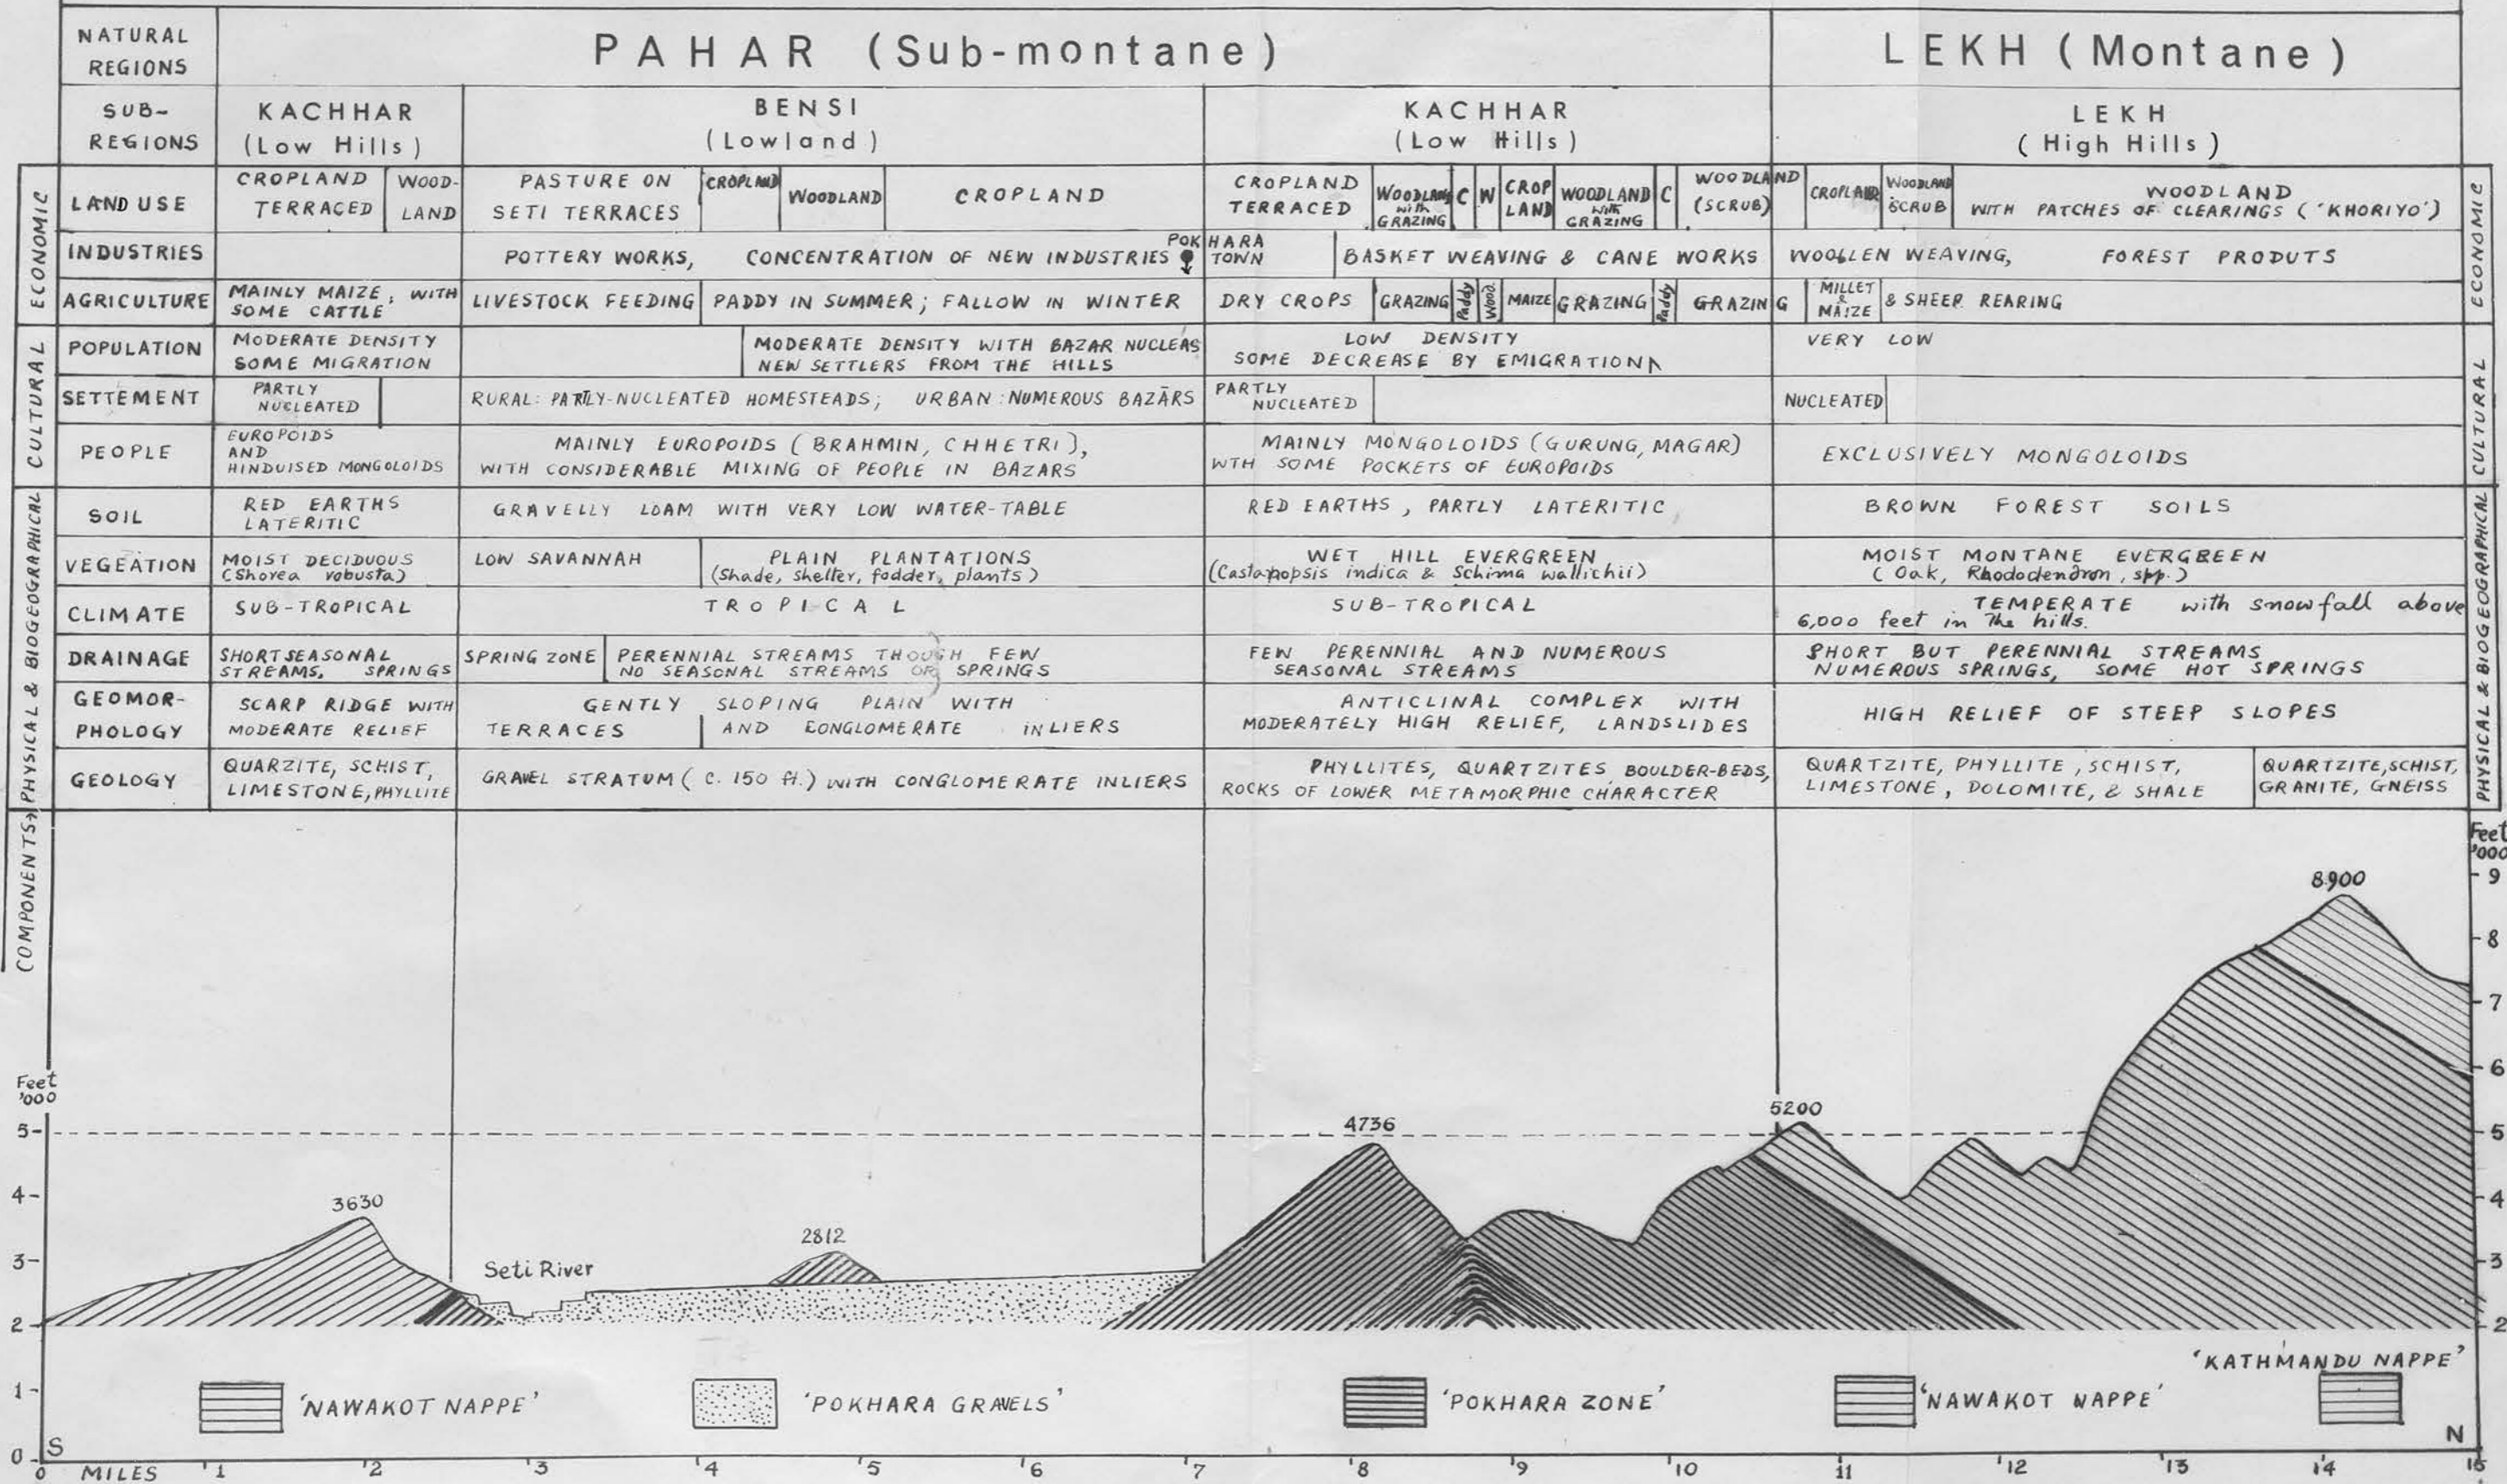 NATURAL
REGIONS
PAHAR (Sub-montane)
LEKH (Montane)
SUB-
REGIONS
KACHHAR
(Low Hills)
BENSI
(Lowland)
KACHHAR
(Low Hills)
LEKH
(High Hills)
ECONOMIC
LAND USE
CROPLAND
TERRACED
WOOD-
LAND
PASTURE ON
SETI TERRACES
CROPLAND
WOODLAND
CROPLAND
CROPLAND
TERRACED
WOODLAND
with
GRAZING
C
W
CROP
LAND
WOODLAND
with
GRAZING
C
WOODLAND
(SCRUB)
CROPLAND
WOODLAND
SCRUB
WOODLAND
WITH PATCHES OF CLEARINGS ('KHORIYO')
ECONOMIC
INDUSTRIES
POTTERY WORKS, CONCENTRATION OF NEW INDUSTRIES
POKHARA
TOWN
BASKET WEAVING & CANE WORKS
WOOLLEN WEAVING, FOREST PRODUTS
AGRICULTURE
MAINLY MAIZE, WITH
SOME CATTLE
LIVESTOCK FEEDING
PADDY IN SUMMER; FALLOW IN WINTER
DRY CROPS
GRAZING
Paddy
Wood.
MAIZE
GRAZING
Paddy
GRAZING
MILLET
&
MAIZE
& SHEEP REARING
CULTURAL
POPULATION
MODERATE DENSITY
SOME MIGRATION
MODERATE DENSITY WITH BAZAR NUCLEAS
NEW SETTLERS FROM THE HILLS
LOW DENSITY
SOME DECREASE BY EMIGRATION
VERY LOW
CULTURAL
SETTEMENT
PARTLY
NUCLEATED
RURAL: PARTLY-NUCLEATED HOMESTEADS; URBAN: NUMEROUS BAZĀRS
PARTLY
NUCLEATED
NUCLEATED
PEOPLE
EUROPOIDS
AND
HINDUISED MONGOLOIDS
MAINLY EUROPOIDS (BRAHMIN, CHHETRI),
WITH CONSIDERABLE MIXING OF PEOPLE IN BAZARS
MAINLY MONGOLOIDS (GURUNG, MAGAR)
WTH SOME POCKETS OF EUROPOIDS
EXCLUSIVELY MONGOLOIDS
COMPONENTS: PHYSICAL & BIOGEOGRAPHICAL
SOIL
RED EARTHS
LATERITIC
GRAVELLY LOAM WITH VERY LOW WATER-TABLE
RED EARTHS, PARTLY LATERITIC
BROWN FOREST SOILS
PHYSICAL & BIOGEOGRAPHICAL
VEGEATION
MOIST DECIDUOUS
(Shorea robusta)
LOW SAVANNAH
PLAIN PLANTATIONS
(Shade, shelter, fodder, plants)
WET HILL EVERGREEN
(Castanopsis indica & Schima wallichii)
MOIST MONTANE EVERGREEN
(Oak, Rhododendron, spp.)
CLIMATE
SUB-TROPICAL
TROPICAL
SUB-TROPICAL
TEMPERATE with snowfall above
6,000 feet in The hills.
DRAINAGE
SHORT SEASONAL
STREAMS, SPRINGS
SPRING ZONE
PERENNIAL STREAMS THOUGH FEW
NO SEASONAL STREAMS OR SPRINGS
FEW PERENNIAL AND NUMEROUS
SEASONAL STREAMS
SHORT BUT PERENNIAL STREAMS
NUMEROUS SPRINGS, SOME HOT SPRINGS
GEOMOR-
PHOLOGY
SCARP RIDGE WITH
MODERATE RELIEF
GENTLY SLOPING PLAIN WITH
TERRACES AND CONGLOMERATE INLIERS
ANTICLINAL COMPLEX WITH
MODERATELY HIGH RELIEF, LANDSLIDES
HIGH RELIEF OF STEEP SLOPES
GEOLOGY
QUARZITE, SCHIST,
LIMESTONE, PHYLLITE
GRAVEL STRATUM (C. 150 ft.) WITH CONGLOMERATE INLIERS
PHYLLITES, QUARTZITES, BOULDER-BEDS,
ROCKS OF LOWER METAMORPHIC CHARACTER
QUARTZITE, PHYLLITE, SCHIST,
LIMESTONE, DOLOMITE, & SHALE
QUARTZITE, SCHIST,
GRANITE, GNEISS
Feet
'000
9
8900
8
7
6
Feet
'000
5200
5
4736
5
4
3630
4
2812
3
Seti River
3
2
2
'KATHMANDU NAPPE'
1
'NAWAKOT NAPPE'
'POKHARA GRAVELS'
'POKHARA ZONE'
'NAWAKOT NAPPE'
0
S
N
0 MILES 1 2 3 4 5 6 7 8 9 10 11 12 13 14 15